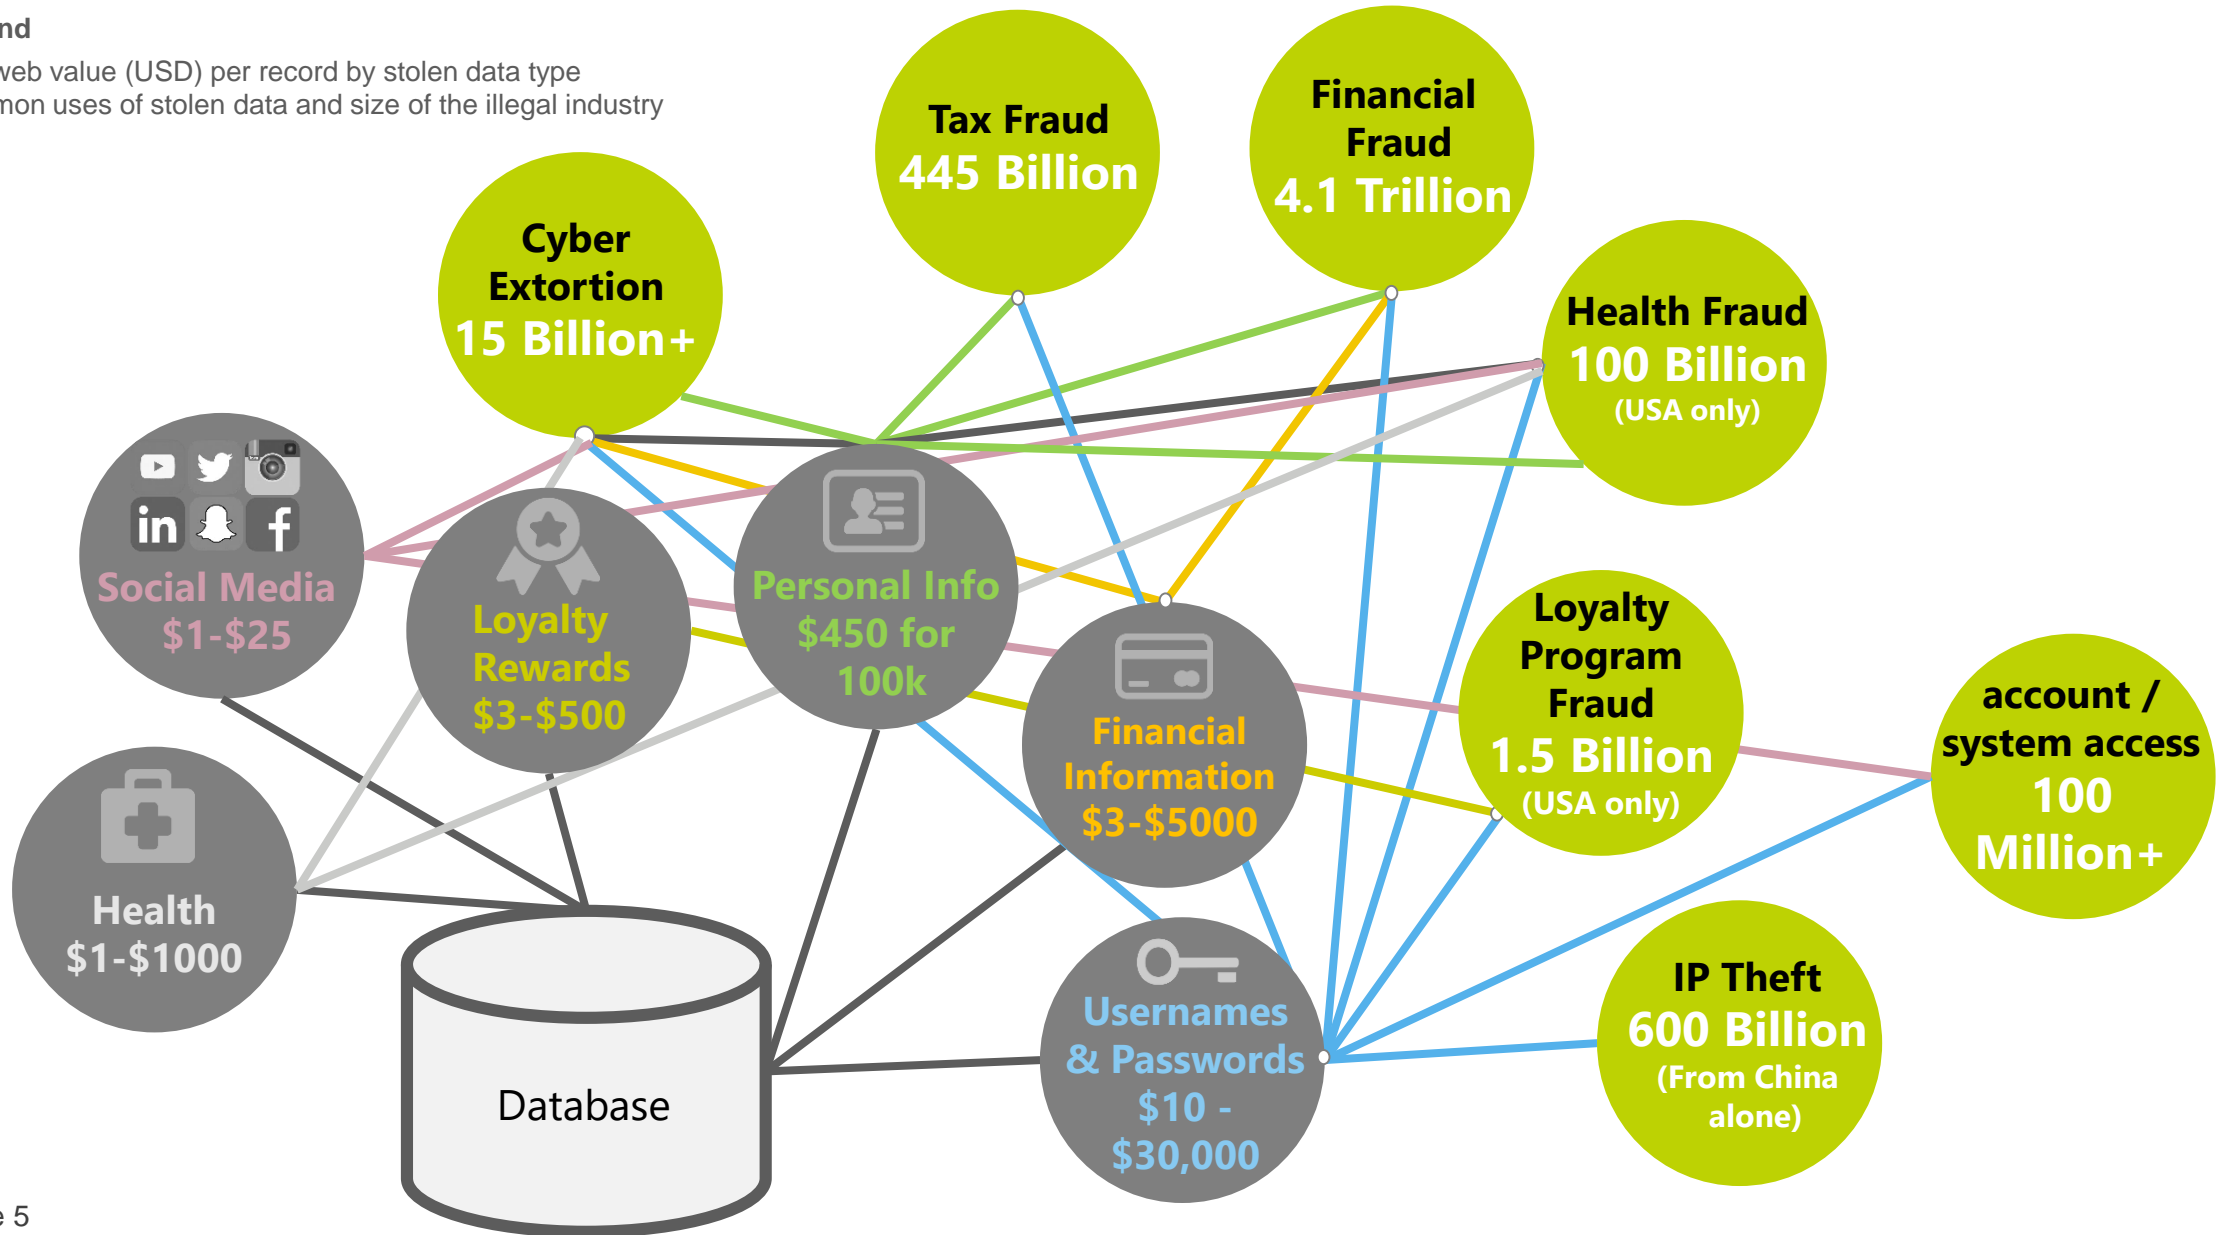 nd
web value (USD) per record by stolen data type
mon uses of stolen data and size of the illegal industry
Tax Fraud
445 Billion
Financial
Fraud
4.1 Trillion
Cyber
Extortion
15 Billion+
Health Fraud
100 Billion
(USA only)
in
f
Social Media
$1-$25
Loyalty
Rewards
$3-$500
Personal Info
$450 for
100k
Financial
Information
$3-$5000
Loyalty
Program
Fraud
1.5 Billion
(USA only)
account /
system access
100
Million+
Health
$1-$1000
Database
Usernames
& Passwords
$10 -
$30,000
IP Theft
600 Billion
(From China
alone)
e 5